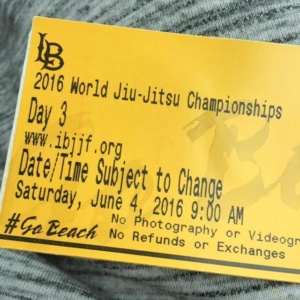 LB
2016 World Jiu-Jitsu Championships
Day 3
www.ibjjf.org
Date/Time Subject to Change
Saturday, June 4, 2016 9:00 AM
#Go Beach
No Photography or Videogr
No Refunds or Exchanges